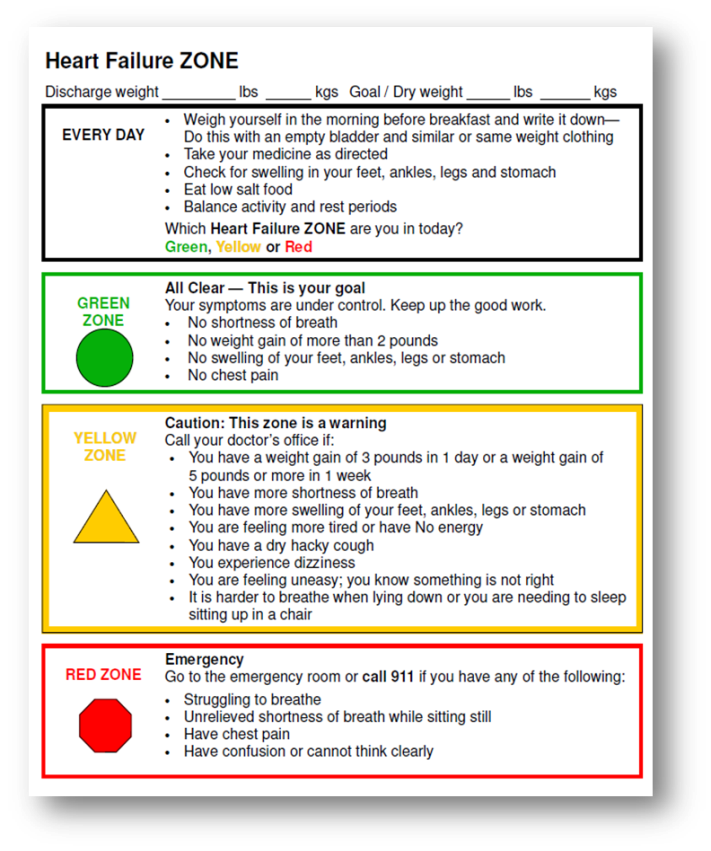 Heart Failure ZONE
Discharge weight _________ lbs ______ kgs Goal / Dry weight _____ lbs ______ kgs
EVERY DAY
• Weigh yourself in the morning before breakfast and write it down—
Do this with an empty bladder and similar or same weight clothing
• Take your medicine as directed
• Check for swelling in your feet, ankles, legs and stomach
• Eat low salt food
• Balance activity and rest periods
Which Heart Failure ZONE are you in today?
Green, Yellow or Red
GREEN
ZONE
All Clear — This is your goal
Your symptoms are under control. Keep up the good work.
• No shortness of breath
• No weight gain of more than 2 pounds
• No swelling of your feet, ankles, legs or stomach
• No chest pain
YELLOW
ZONE
Caution: This zone is a warning
Call your doctor's office if:
• You have a weight gain of 3 pounds in 1 day or a weight gain of
5 pounds or more in 1 week
• You have more shortness of breath
• You have more swelling of your feet, ankles, legs or stomach
• You are feeling more tired or have No energy
• You have a dry hacky cough
• You experience dizziness
• You are feeling uneasy; you know something is not right
• It is harder to breathe when lying down or you are needing to sleep
sitting up in a chair
RED ZONE
Emergency
Go to the emergency room or call 911 if you have any of the following:
• Struggling to breathe
• Unrelieved shortness of breath while sitting still
• Have chest pain
• Have confusion or cannot think clearly